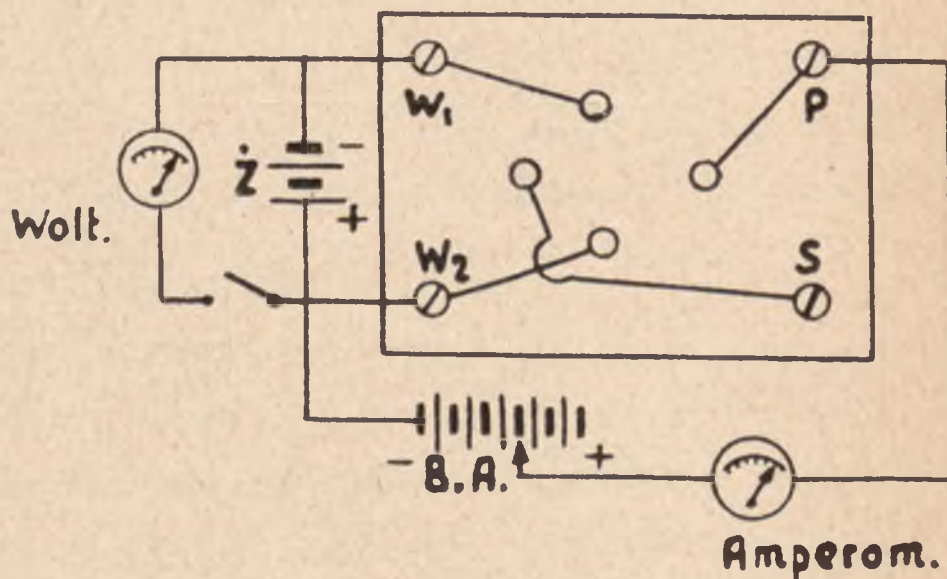 W₁
P
Ż
−
+
Wolt.
W₂
S
− B.A. +
Amperom.